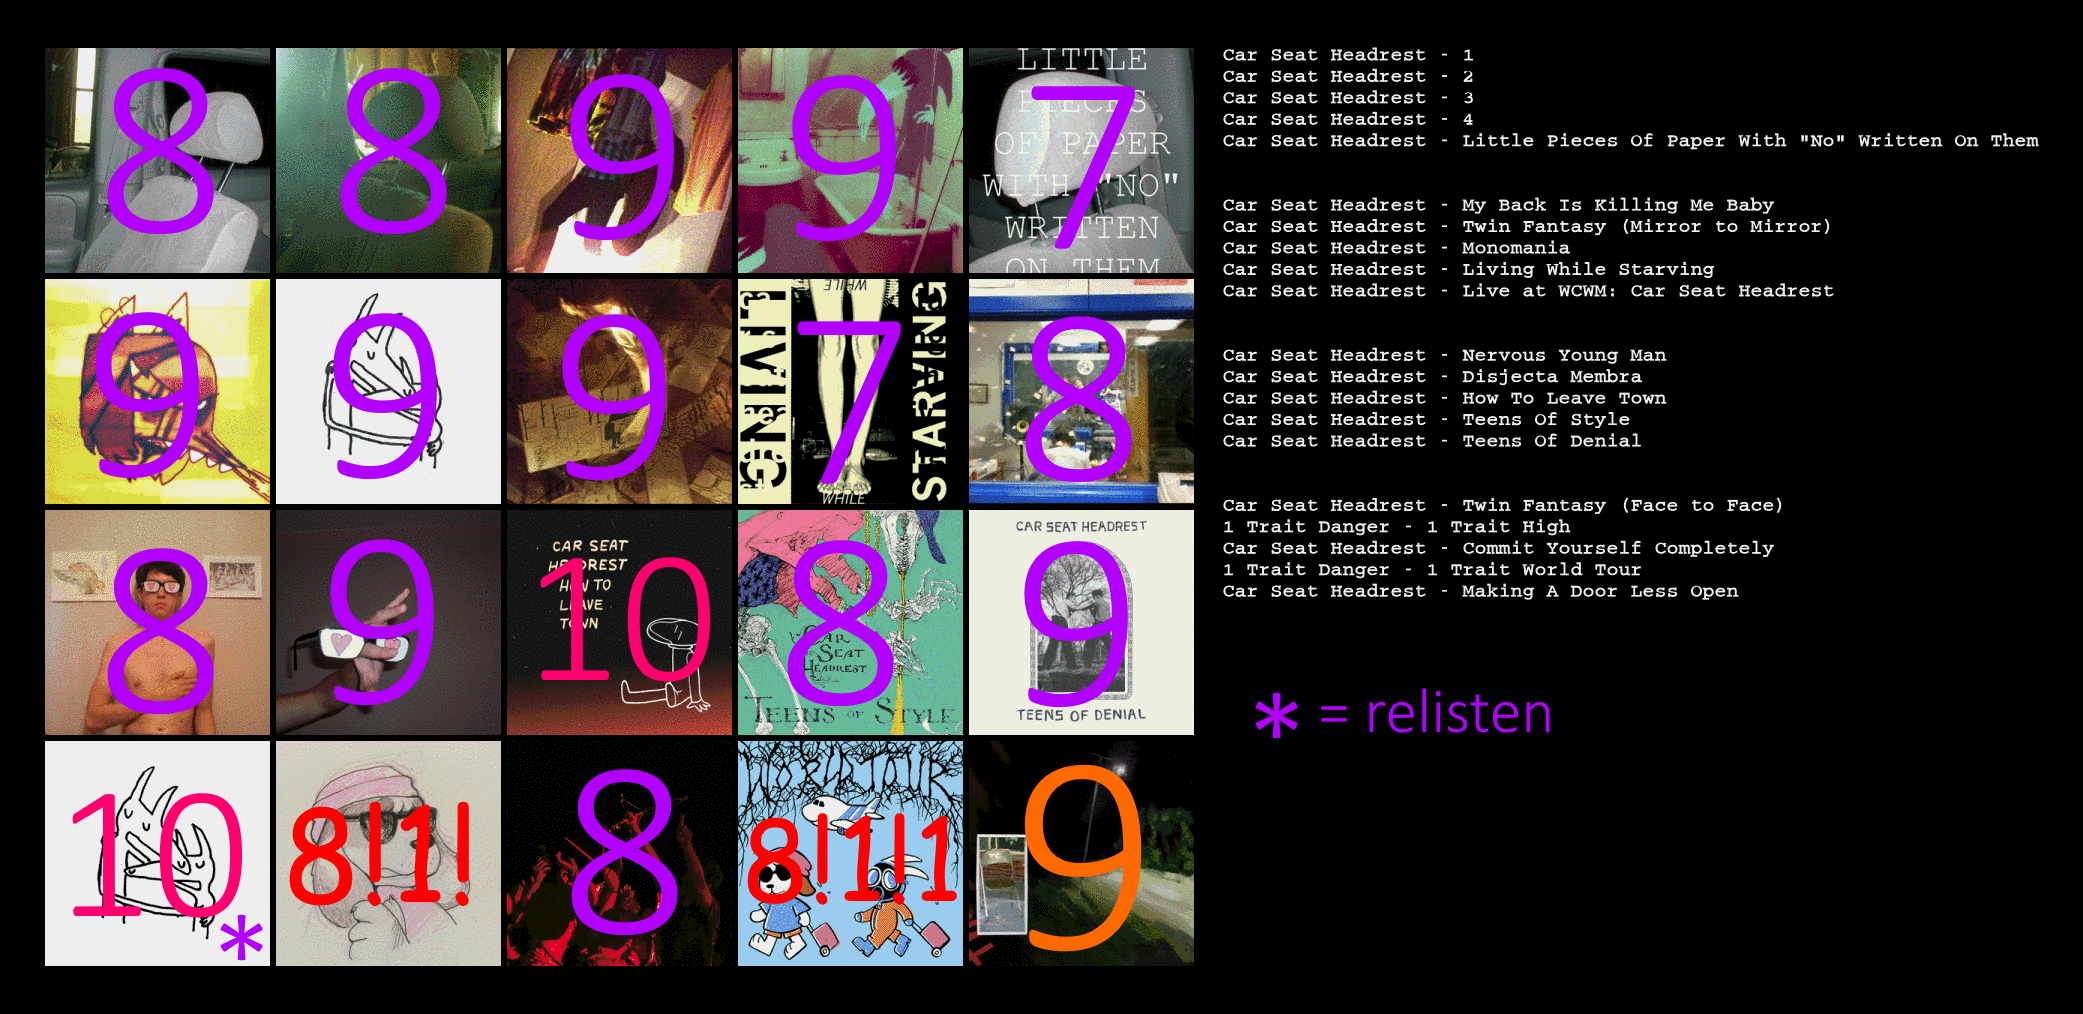 8
8
9
9
7
LITTLE
PIECES
OF PAPER
WITH "NO"
WRITTEN
ON THEM
9
9
9
LIVING
WHILE
STARVING
WHILE
7
8
8
9
CAR SEAT
HEADREST
HOW TO
LEAVE
TOWN
10
CAR
SEAT
HEADREST
TEENS OF STYLE
8
CAR SEAT HEADREST
9
TEENS OF DENIAL
10
*
8!1!
8
WORLD TOUR
8!1!1
9
Car Seat Headrest - 1
Car Seat Headrest - 2
Car Seat Headrest - 3
Car Seat Headrest - 4
Car Seat Headrest - Little Pieces Of Paper With "No" Written On Them
Car Seat Headrest - My Back Is Killing Me Baby
Car Seat Headrest - Twin Fantasy (Mirror to Mirror)
Car Seat Headrest - Monomania
Car Seat Headrest - Living While Starving
Car Seat Headrest - Live at WCWM: Car Seat Headrest
Car Seat Headrest - Nervous Young Man
Car Seat Headrest - Disjecta Membra
Car Seat Headrest - How To Leave Town
Car Seat Headrest - Teens Of Style
Car Seat Headrest - Teens Of Denial
Car Seat Headrest - Twin Fantasy (Face to Face)
1 Trait Danger - 1 Trait High
Car Seat Headrest - Commit Yourself Completely
1 Trait Danger - 1 Trait World Tour
Car Seat Headrest - Making A Door Less Open
* = relisten